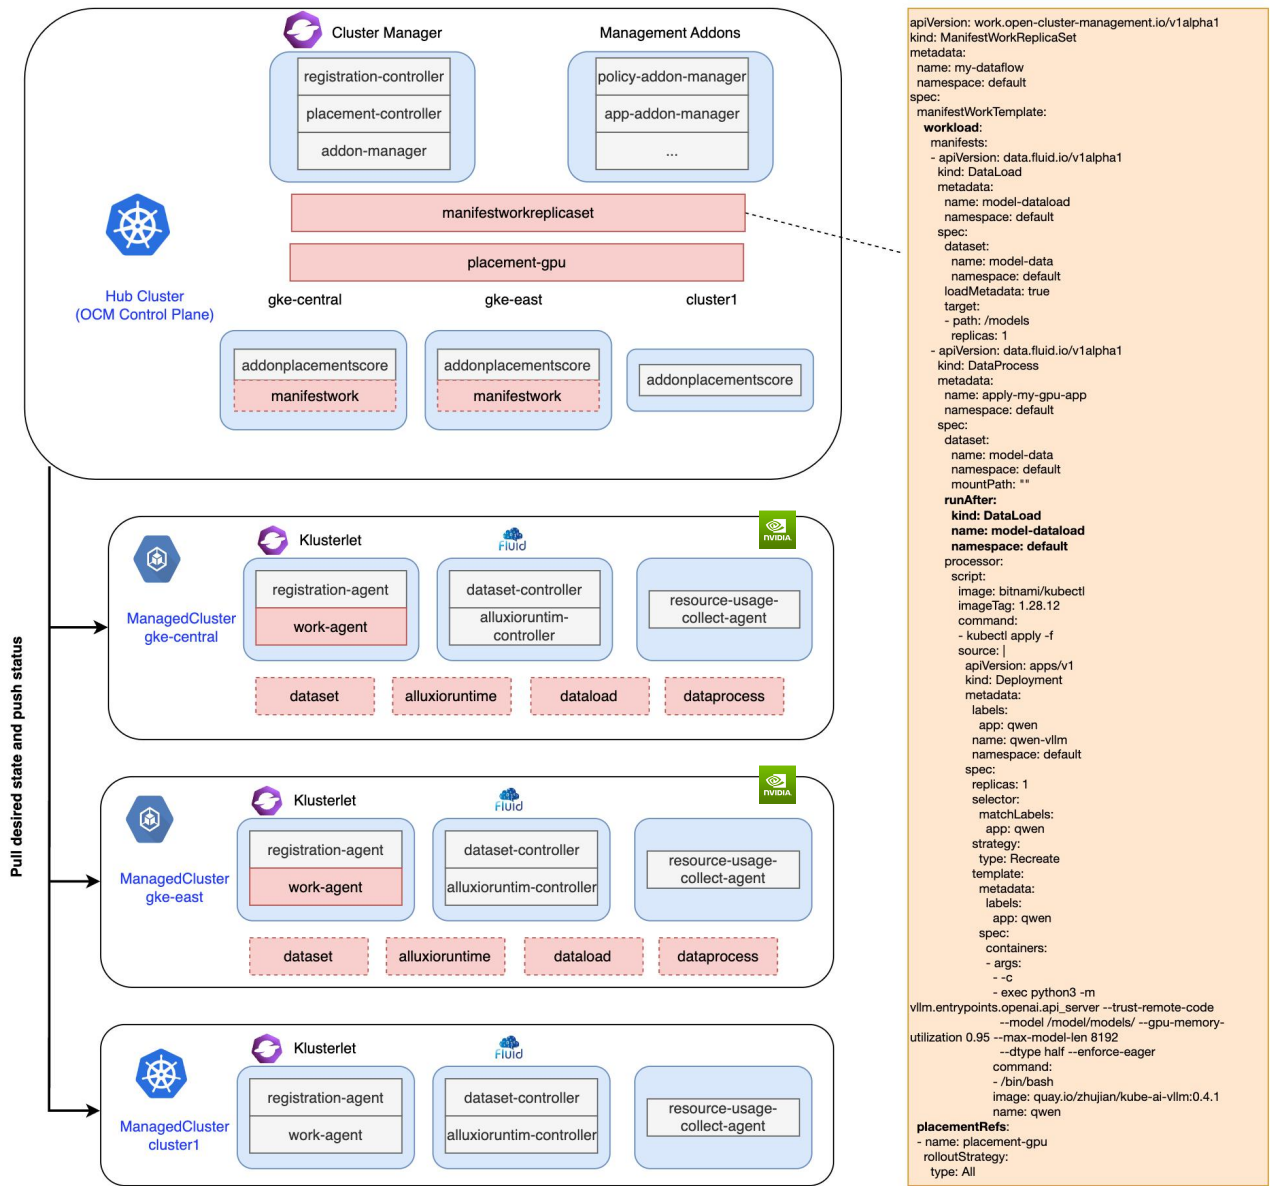 Cluster Manager
registration-controller
placement-controller
addon-manager
Management Addons
policy-addon-manager
app-addon-manager
...
manifestworkreplicaset
placement-gpu
Hub Cluster
(OCM Control Plane)
gke-central
gke-east
cluster1
addonplacementscore
manifestwork
addonplacementscore
manifestwork
addonplacementscore
Pull desired state and push status
ManagedCluster
gke-central
Klusterlet
registration-agent
work-agent
Fluid
dataset-controller
alluxioruntim-
controller
NVIDIA
resource-usage-
collect-agent
dataset
alluxioruntime
dataload
dataprocess
ManagedCluster
gke-east
Klusterlet
registration-agent
work-agent
Fluid
dataset-controller
alluxioruntim-controller
NVIDIA
resource-usage-
collect-agent
dataset
alluxioruntime
dataload
dataprocess
ManagedCluster
cluster1
Klusterlet
registration-agent
work-agent
Fluid
dataset-controller
alluxioruntim-controller
resource-usage-
collect-agent
apiVersion: work.open-cluster-management.io/v1alpha1
kind: ManifestWorkReplicaSet
metadata:
name: my-dataflow
namespace: default
spec:
manifestWorkTemplate:
workload:
manifests:
- apiVersion: data.fluid.io/v1alpha1
kind: DataLoad
metadata:
name: model-dataload
namespace: default
spec:
dataset:
name: model-data
namespace: default
loadMetadata: true
target:
- path: /models
replicas: 1
- apiVersion: data.fluid.io/v1alpha1
kind: DataProcess
metadata:
name: apply-my-gpu-app
namespace: default
spec:
dataset:
name: model-data
namespace: default
mountPath: ""
runAfter:
kind: DataLoad
name: model-dataload
namespace: default
processor:
script:
image: bitnami/kubectl
imageTag: 1.28.12
command:
- kubectl apply -f
source: |
apiVersion: apps/v1
kind: Deployment
metadata:
labels:
app: qwen
name: qwen-vllm
namespace: default
spec:
replicas: 1
selector:
matchLabels:
app: qwen
strategy:
type: Recreate
template:
metadata:
labels:
app: qwen
spec:
containers:
- args:
- -c
- exec python3 -m
vllm.entrypoints.openai.api_server --trust-remote-code
--model /model/models/ --gpu-memory-
utilization 0.95 --max-model-len 8192
--dtype half --enforce-eager
command:
- /bin/bash
image: quay.io/zhujian/kube-ai-vllm:0.4.1
name: qwen
placementRefs:
- name: placement-gpu
rolloutStrategy:
type: All